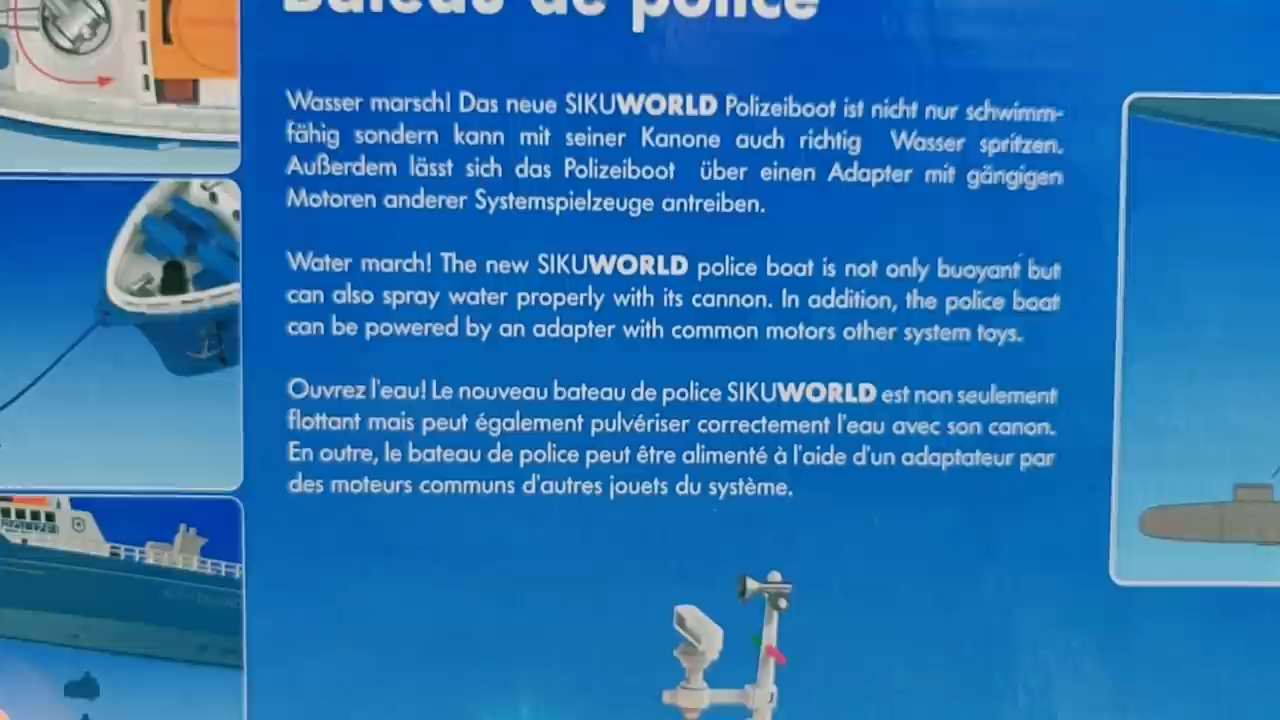 Bateau de police
Wasser marsch! Das neue SIKUWORLD Polizeiboot ist nicht nur schwimm-
fähig sondern kann mit seiner Kanone auch richtig Wasser spritzen.
Außerdem lässt sich das Polizeiboot über einen Adapter mit gängigen
Motoren anderer Systemspielzeuge antreiben.
Water march! The new SIKUWORLD police boat is not only buoyant but
can also spray water properly with its cannon. In addition, the police boat
can be powered by an adapter with common motors other system toys.
Ouvrez l'eau! Le nouveau bateau de police SIKUWORLD est non seulement
flottant mais peut également pulvériser correctement l'eau avec son canon.
En outre, le bateau de police peut être alimenté à l'aide d'un adaptateur par
des moteurs communs d'autres jouets du système.